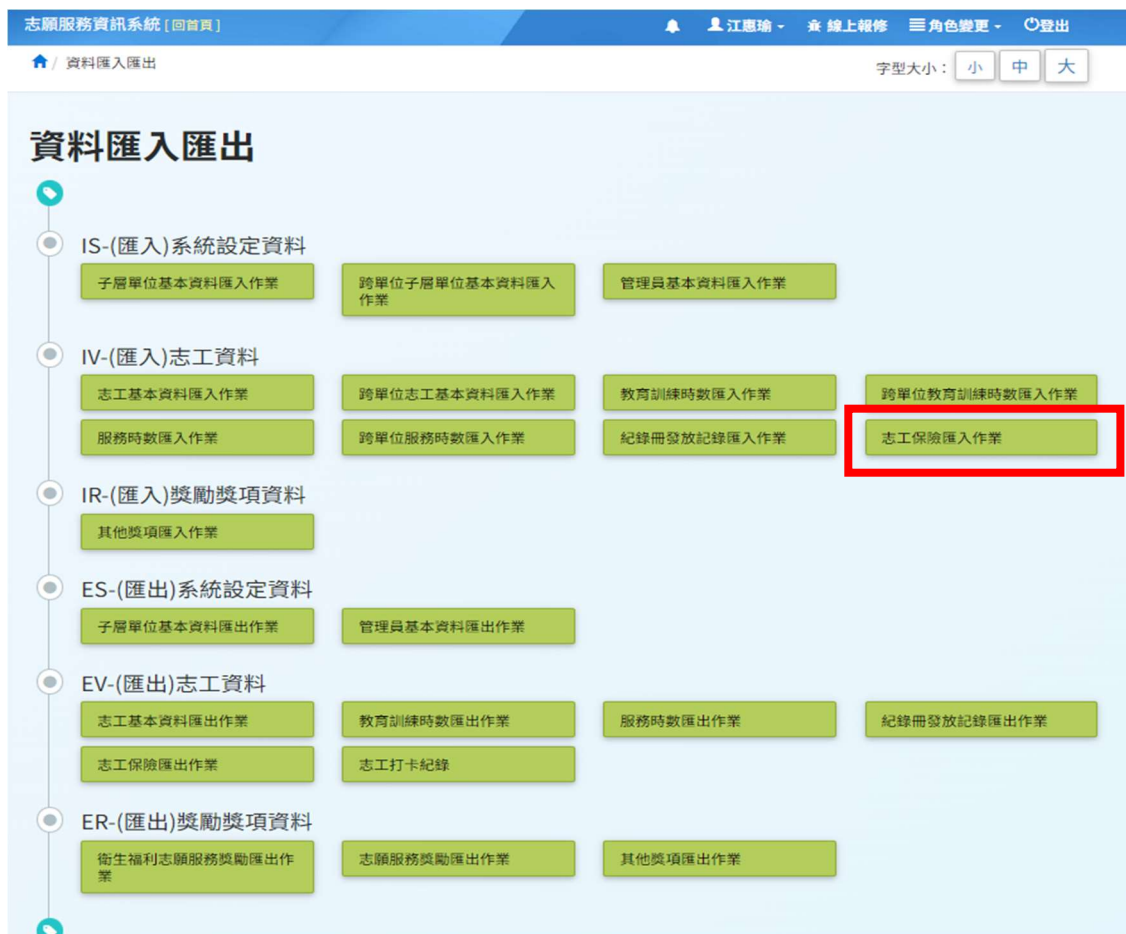 志願服務資訊系統 [回首頁] 江惠瑜 線上報修 角色變更 登出
/ 資料匯入匯出 字型大小： 小 中 大
資料匯入匯出
IS-(匯入)系統設定資料
子層單位基本資料匯入作業
跨單位子層單位基本資料匯入
作業
管理員基本資料匯入作業
IV-(匯入)志工資料
志工基本資料匯入作業
跨單位志工基本資料匯入作業
教育訓練時數匯入作業
跨單位教育訓練時數匯入作業
服務時數匯入作業
跨單位服務時數匯入作業
紀錄冊發放記錄匯入作業
志工保險匯入作業
IR-(匯入)獎勵獎項資料
其他獎項匯入作業
ES-(匯出)系統設定資料
子層單位基本資料匯出作業
管理員基本資料匯出作業
EV-(匯出)志工資料
志工基本資料匯出作業
教育訓練時數匯出作業
服務時數匯出作業
紀錄冊發放記錄匯出作業
志工保險匯出作業
志工打卡紀錄
ER-(匯出)獎勵獎項資料
衛生福利志願服務獎勵匯出作
業
志願服務獎勵匯出作業
其他獎項匯出作業